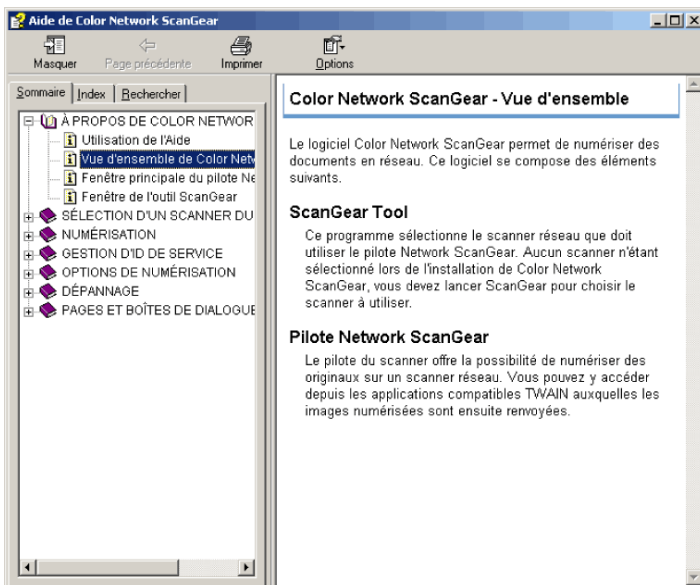 Aide de Color Network ScanGear
Masquer
Page précédente
Imprimer
Options
Sommaire
Index
Rechercher
À PROPOS DE COLOR NETWOR
Utilisation de l'Aide
Vue d'ensemble de Color Netw
Fenêtre principale du pilote Ne
Fenêtre de l'outil ScanGear
SÉLECTION D'UN SCANNER DU
NUMÉRISATION
GESTION D'ID DE SERVICE
OPTIONS DE NUMÉRISATION
DÉPANNAGE
PAGES ET BOÎTES DE DIALOGUE
Color Network ScanGear - Vue d'ensemble
Le logiciel Color Network ScanGear permet de numériser des
documents en réseau. Ce logiciel se compose des éléments
suivants.
ScanGear Tool
Ce programme sélectionne le scanner réseau que doit
utiliser le pilote Network ScanGear. Aucun scanner n'étant
sélectionné lors de l'installation de Color Network
ScanGear, vous devez lancer ScanGear pour choisir le
scanner à utiliser.
Pilote Network ScanGear
Le pilote du scanner offre la possibilité de numériser des
originaux sur un scanner réseau. Vous pouvez y accéder
depuis les applications compatibles TWAIN auxquelles les
images numérisées sont ensuite renvoyées.